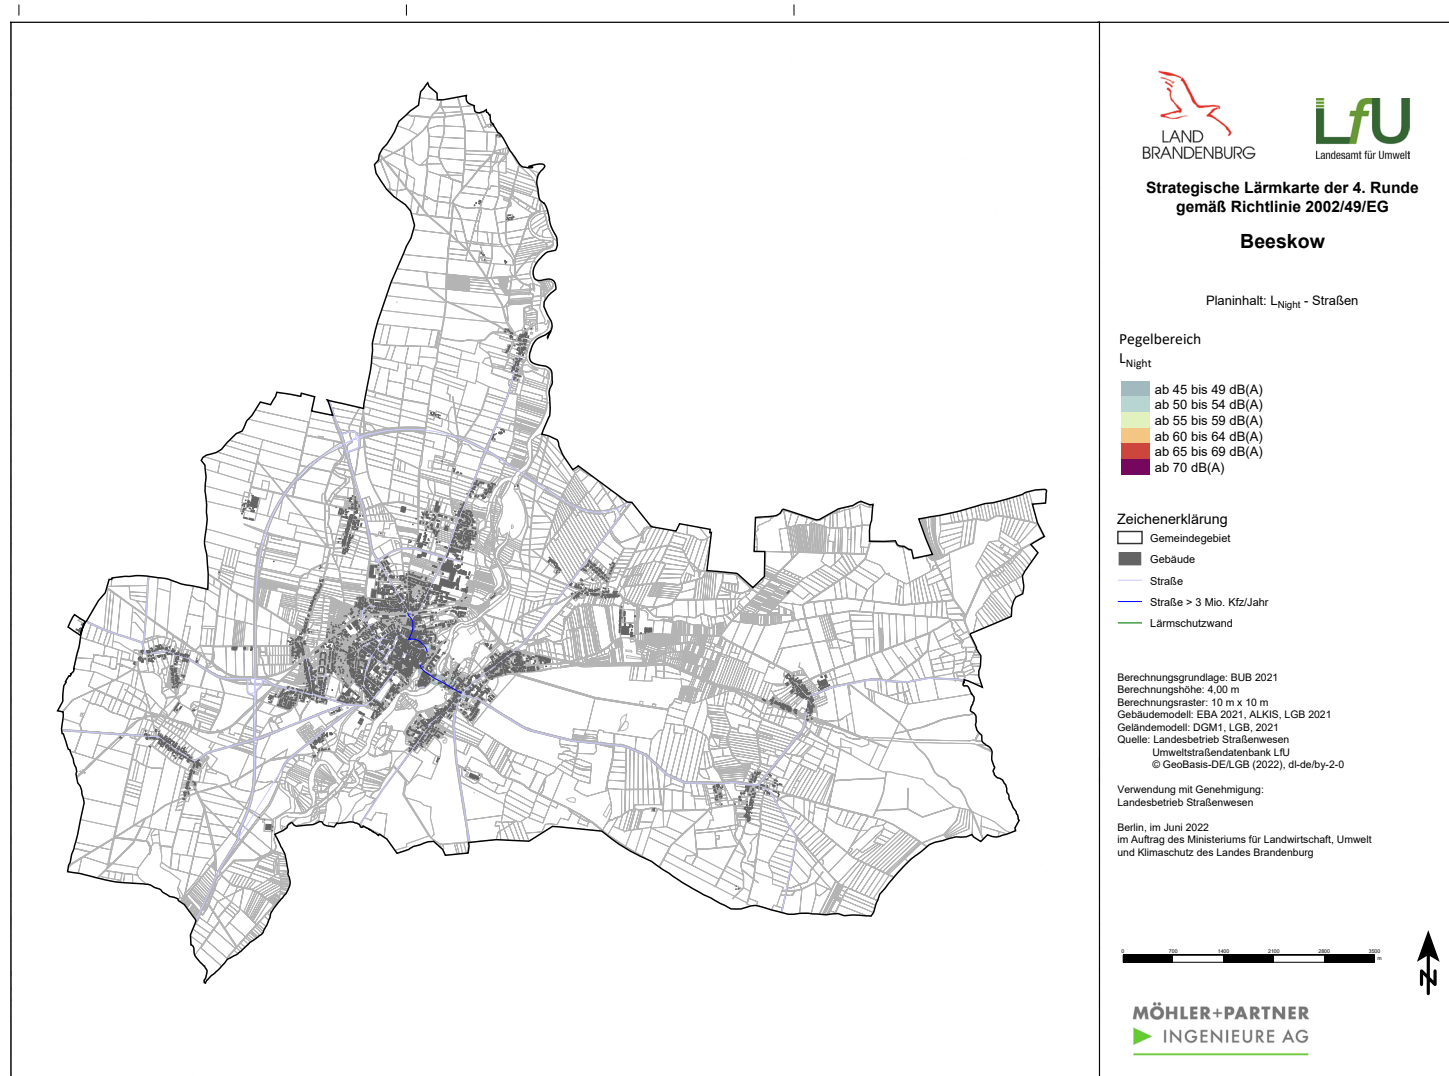 LAND
BRANDENBURG
LfU
Landesamt für Umwelt
Strategische Lärmkarte der 4. Runde
gemäß Richtlinie 2002/49/EG
Beeskow
Planinhalt: LNight - Straßen
Pegelbereich
LNight
ab 45 bis 49 dB(A)
ab 50 bis 54 dB(A)
ab 55 bis 59 dB(A)
ab 60 bis 64 dB(A)
ab 65 bis 69 dB(A)
ab 70 dB(A)
Zeichenerklärung
Gemeindegebiet
Gebäude
Straße
Straße > 3 Mio. Kfz/Jahr
Lärmschutzwand
Berechnungsgrundlage: BUB 2021
Berechnungshöhe: 4,00 m
Berechnungsraster: 10 m x 10 m
Gebäudemodell: EBA 2021, ALKIS, LGB 2021
Geländemodell: DGM1, LGB, 2021
Quelle: Landesbetrieb Straßenwesen
Umweltstraßendatenbank LfU
© GeoBasis-DE/LGB (2022), dl-de/by-2-0
Verwendung mit Genehmigung:
Landesbetrieb Straßenwesen
Berlin, im Juni 2022
im Auftrag des Ministeriums für Landwirtschaft, Umwelt
und Klimaschutz des Landes Brandenburg
0 700 1400 2100 2800 3500
m
N
MÖHLER+PARTNER
INGENIEURE AG